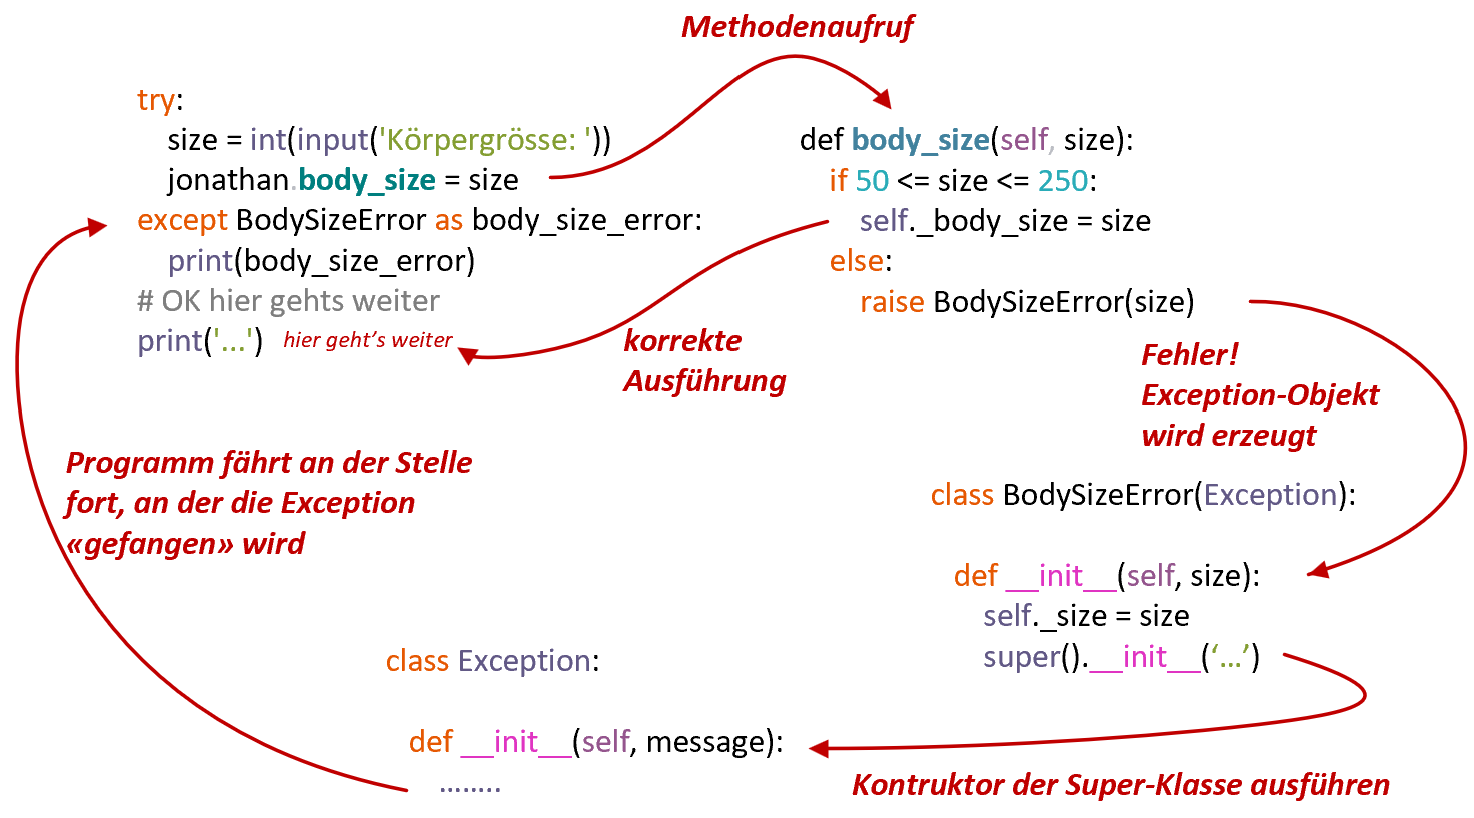 Methodenaufruf
try:
size = int(input('Körpergrösse: '))
jonathan.body_size = size
except BodySizeError as body_size_error:
print(body_size_error)
# OK hier gehts weiter
print('...') hier geht's weiter
def body_size(self, size):
if 50 <= size <= 250:
self._body_size = size
else:
raise BodySizeError(size)
korrekte
Ausführung
Fehler!
Exception-Objekt
wird erzeugt
Programm fährt an der Stelle
fort, an der die Exception
«gefangen» wird
class BodySizeError(Exception):
def __init__(self, size):
self._size = size
super().__init__(‘...’)
class Exception:
def __init__(self, message):
........
Kontruktor der Super-Klasse ausführen